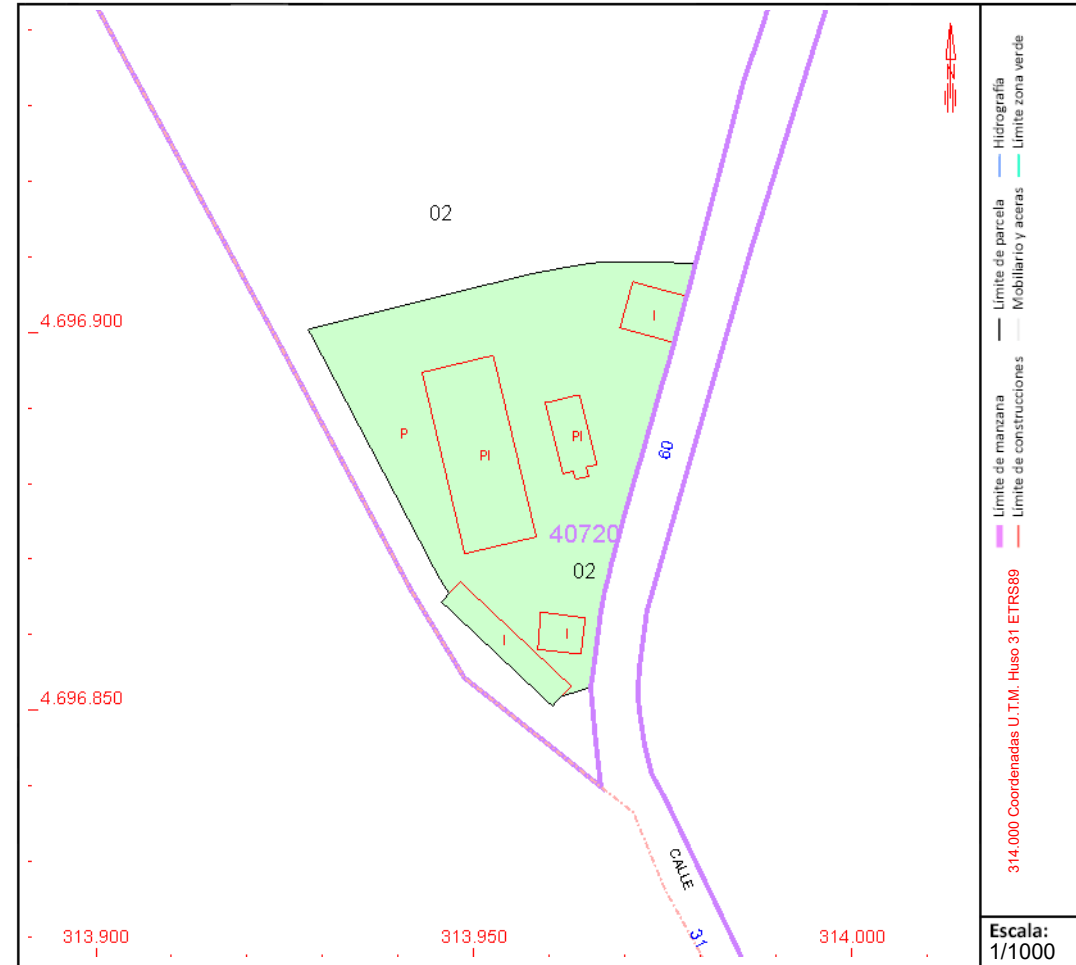 02
4.696.900
I
P
PI
PI
60
40720
02
I
I
4.696.850
CALLE
31
313.900
313.950
314.000
N
Hidrografía
Límite zona verde
Límite de parcela
Mobiliario y aceras
Límite de manzana
Límite de construcciones
314.000 Coordenadas U.T.M. Huso 31 ETRS89
Escala:
1/1000